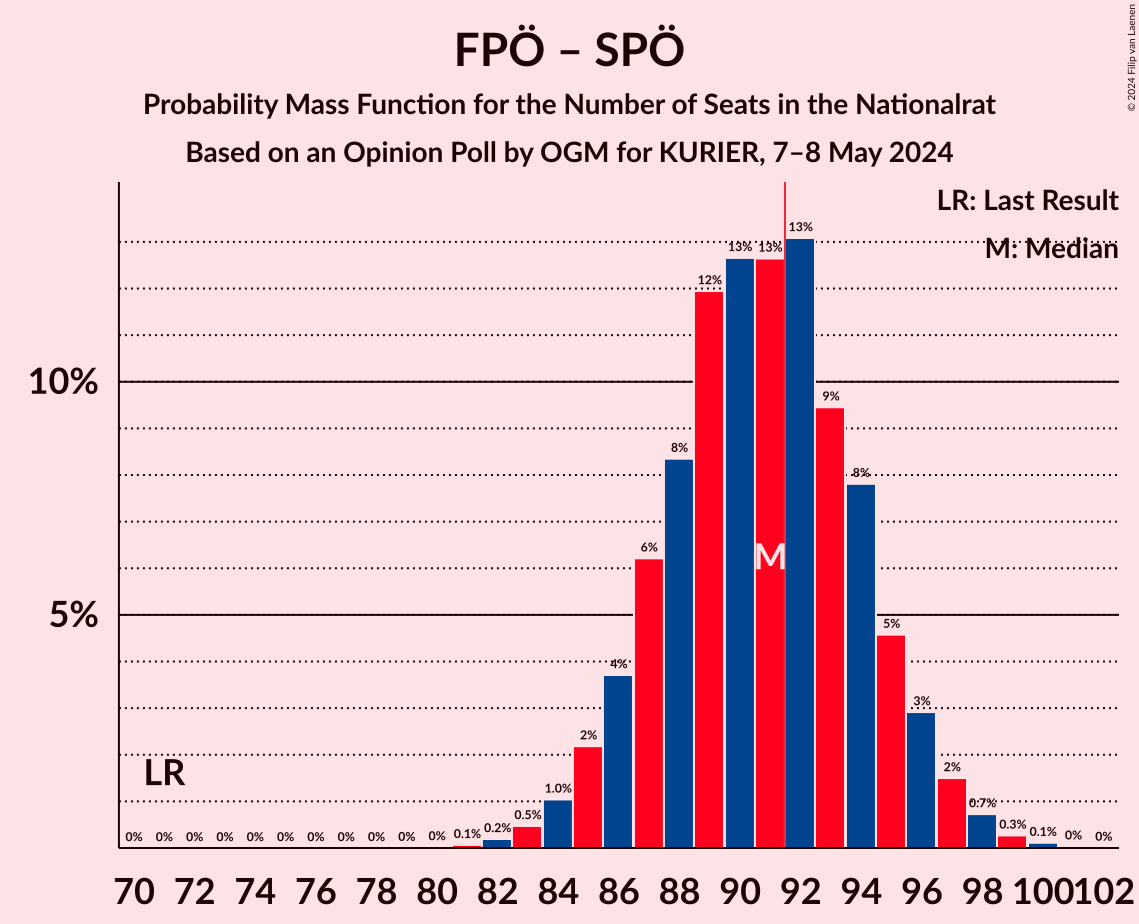 FPÖ – SPÖ
Probability Mass Function for the Number of Seats in the Nationalrat
Based on an Opinion Poll by OGM for KURIER, 7–8 May 2024
© 2024 Filip van Laenen
LR: Last Result
M: Median
10%
5%
0% 0% 0% 0% 0% 0% 0% 0% 0% 0% 0% 0.1% 0.2% 0.5% 1.0% 2% 4% 6% 8% 12% 13% 13% 13% 9% 8% 5% 3% 2% 0.7% 0.3% 0.1% 0% 0%
M
LR
70 72 74 76 78 80 82 84 86 88 90 92 94 96 98 100 102